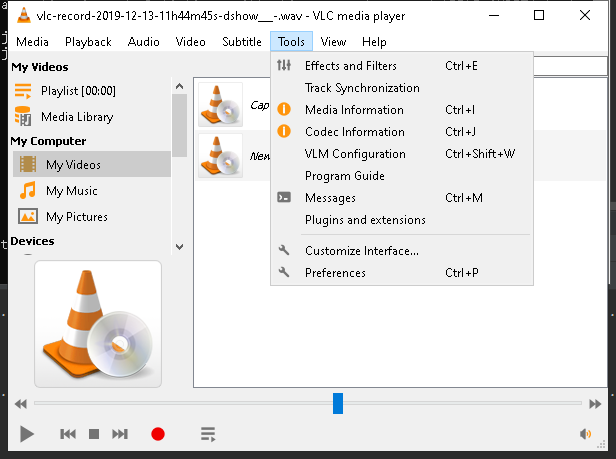 vlc-record-2019-12-13-11h44m45s-dshow___-.wav - VLC media player
Media Playback Audio Video Subtitle Tools View Help
My Videos
Playlist [00:00]
Media Library
My Computer
My Videos
My Music
My Pictures
Devices
Cap
New
Effects and Filters Ctrl+E
Track Synchronization
Media Information Ctrl+I
Codec Information Ctrl+J
VLM Configuration Ctrl+Shift+W
Program Guide
Messages Ctrl+M
Plugins and extensions
Customize Interface...
Preferences Ctrl+P